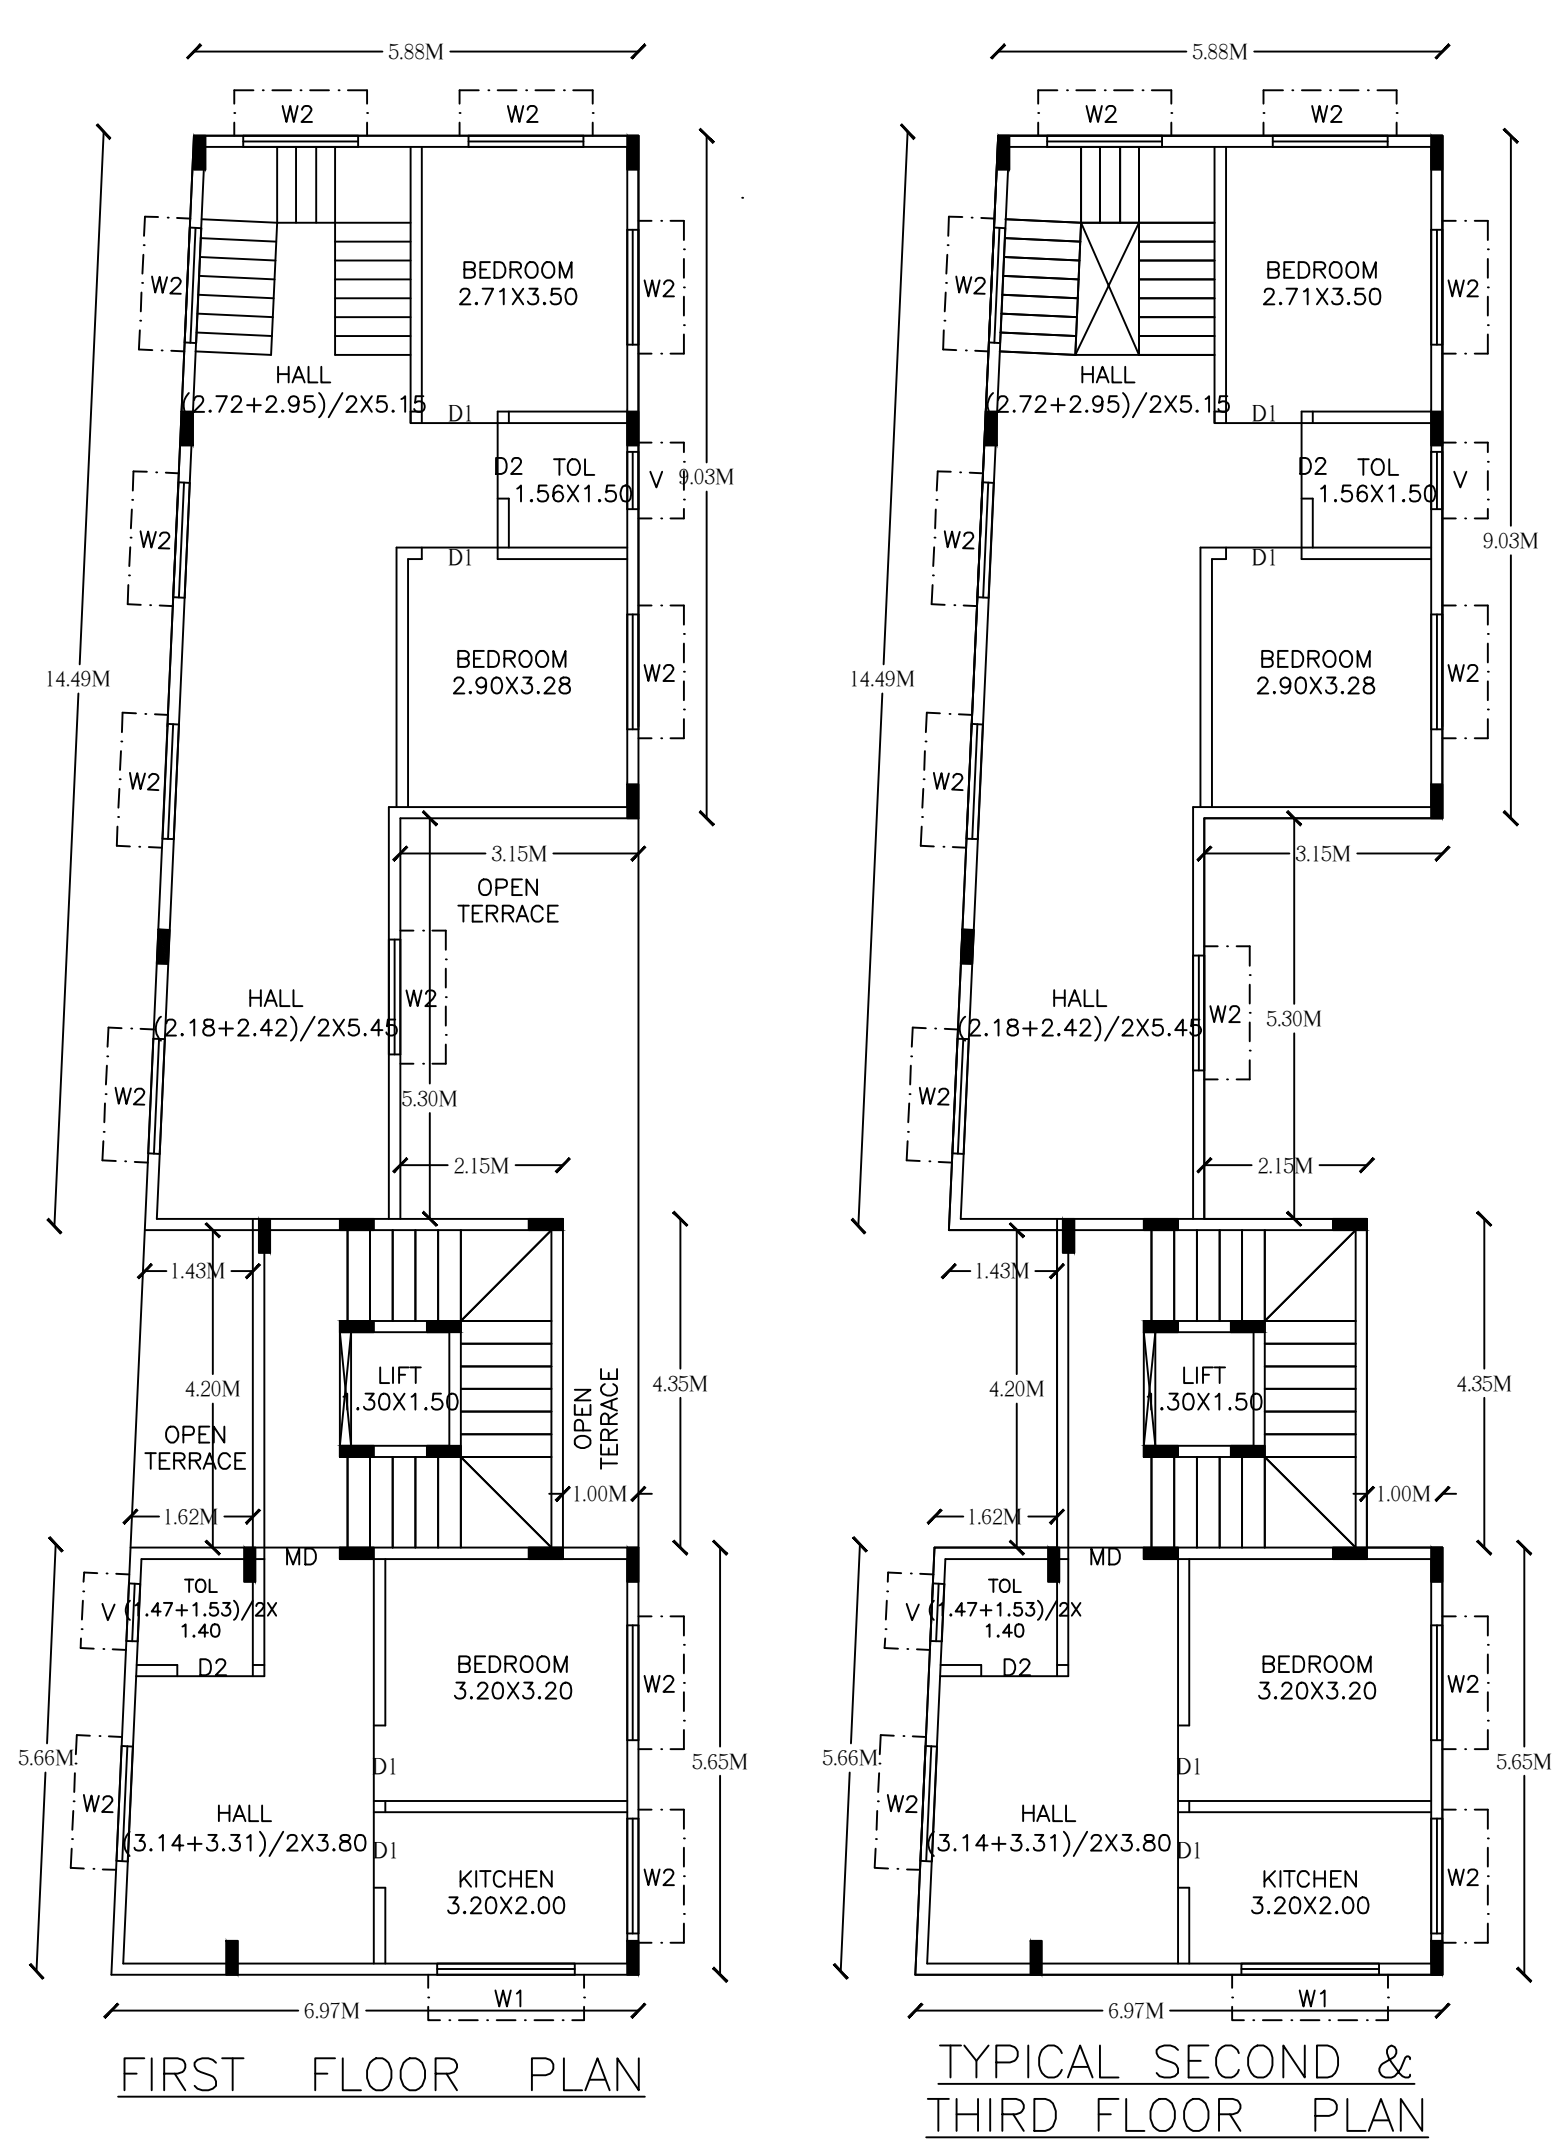 5.88M
W2
W2
W2
BEDROOM
2.71X3.50
W2
HALL
(2.72+2.95)/2X5.15
D1
D2
TOL
1.56X1.50
V
9.03M
W2
D1
14.49M
BEDROOM
2.90X3.28
W2
W2
3.15M
OPEN
TERRACE
HALL
(2.18+2.42)/2X5.45
W2
W2
5.30M
2.15M
1.43M
4.20M
LIFT
1.30X1.50
4.35M
OPEN
TERRACE
OPEN
TERRACE
1.62M
1.00M
MD
TOL
(1.47+1.53)/2X
1.40
V
D2
BEDROOM
3.20X3.20
W2
5.66M
D1
5.65M
W2
HALL
(3.14+3.31)/2X3.80
D1
KITCHEN
3.20X2.00
W2
W1
6.97M
FIRST FLOOR PLAN
5.88M
W2
W2
W2
BEDROOM
2.71X3.50
W2
HALL
(2.72+2.95)/2X5.15
D1
D2
TOL
1.56X1.50
V
9.03M
W2
D1
14.49M
BEDROOM
2.90X3.28
W2
W2
3.15M
HALL
(2.18+2.42)/2X5.45
W2
5.30M
W2
2.15M
1.43M
4.20M
LIFT
1.30X1.50
4.35M
1.62M
1.00M
MD
TOL
(1.47+1.53)/2X
1.40
V
D2
BEDROOM
3.20X3.20
W2
5.66M
D1
5.65M
W2
HALL
(3.14+3.31)/2X3.80
D1
KITCHEN
3.20X2.00
W2
W1
6.97M
TYPICAL SECOND &
THIRD FLOOR PLAN